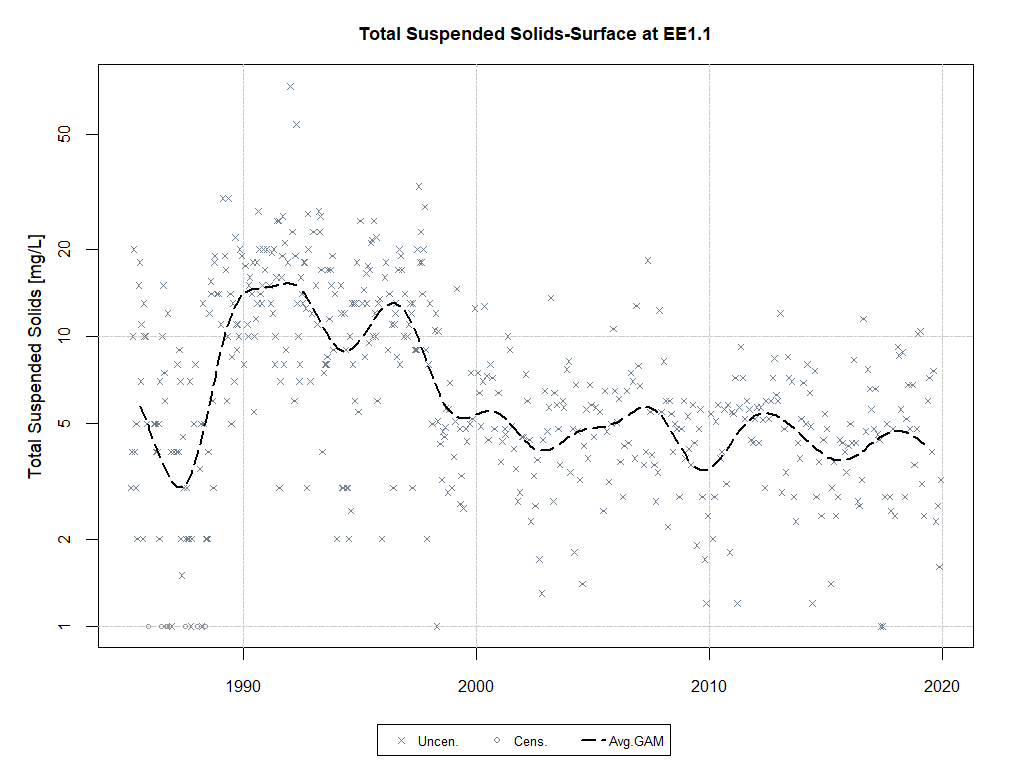 Total Suspended Solids-Surface at EE1.1
Total Suspended Solids [mg/L]
50
20
10
5
2
1
1990 2000 2010 2020
Uncen. Cens. Avg.GAM